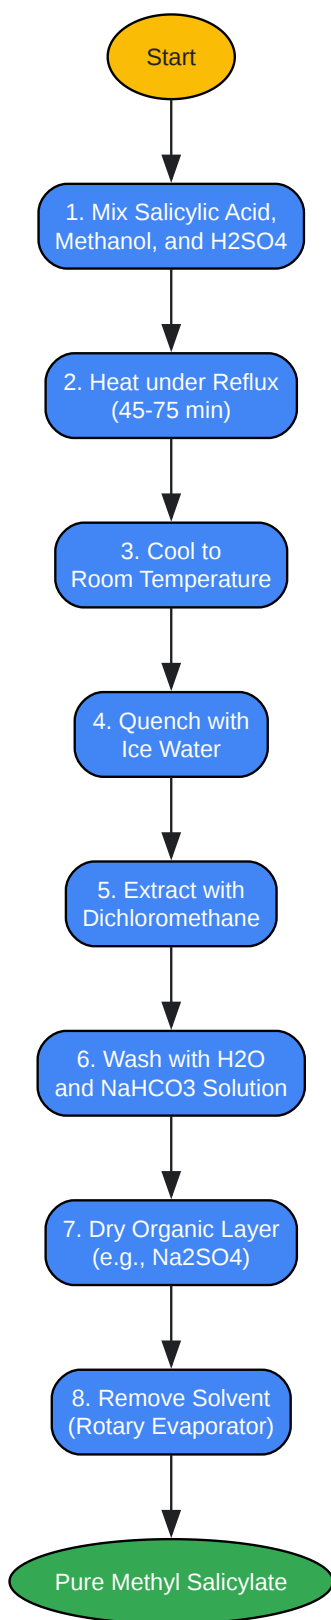 Start
1. Mix Salicylic Acid,
Methanol, and H2SO4
2. Heat under Reflux
(45-75 min)
3. Cool to
Room Temperature
4. Quench with
Ice Water
5. Extract with
Dichloromethane
6. Wash with H2O
and NaHCO3 Solution
7. Dry Organic Layer
(e.g., Na2SO4)
8. Remove Solvent
(Rotary Evaporator)
Pure Methyl Salicylate